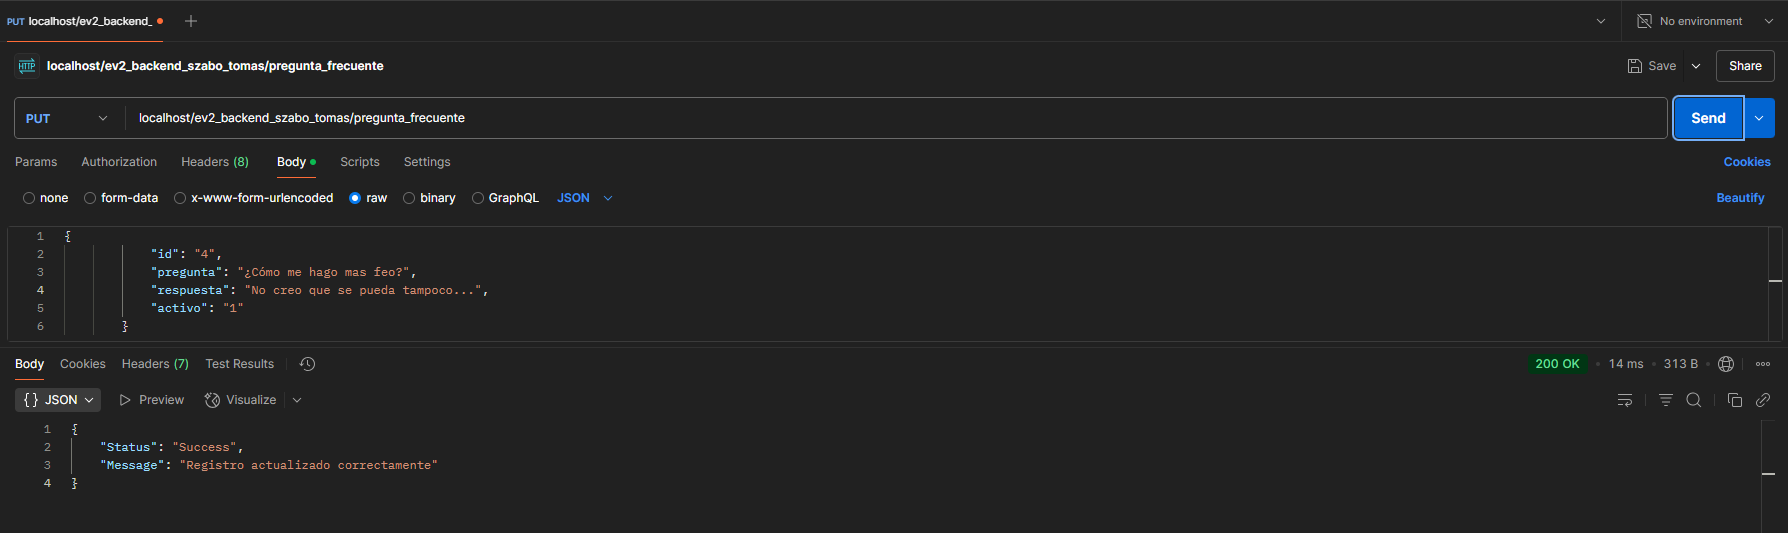 PUT localhost/ev2_backend_
No environment
HTTP localhost/ev2_backend_szabo_tomas/pregunta_frecuente
Save
Share
PUT
localhost/ev2_backend_szabo_tomas/pregunta_frecuente
Send
Params Authorization Headers (8) Body Scripts Settings
Cookies
none form-data x-www-form-urlencoded raw binary GraphQL JSON
Beautify
1 {
2 "id": "4",
3 "pregunta": "¿Cómo me hago mas feo?",
4 "respuesta": "No creo que se pueda tampoco...",
5 "activo": "1"
6 }
Body Cookies Headers (7) Test Results
200 OK • 14 ms • 313 B
{} JSON Preview Visualize
1 {
2 "Status": "Success",
3 "Message": "Registro actualizado correctamente"
4 }